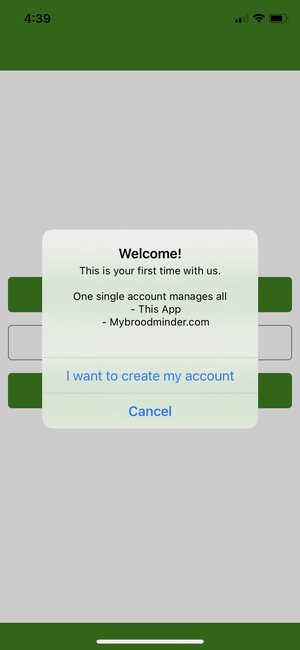 4:39
Welcome!
This is your first time with us.
One single account manages all
- This App
- Mybroodminder.com
I want to create my account
Cancel